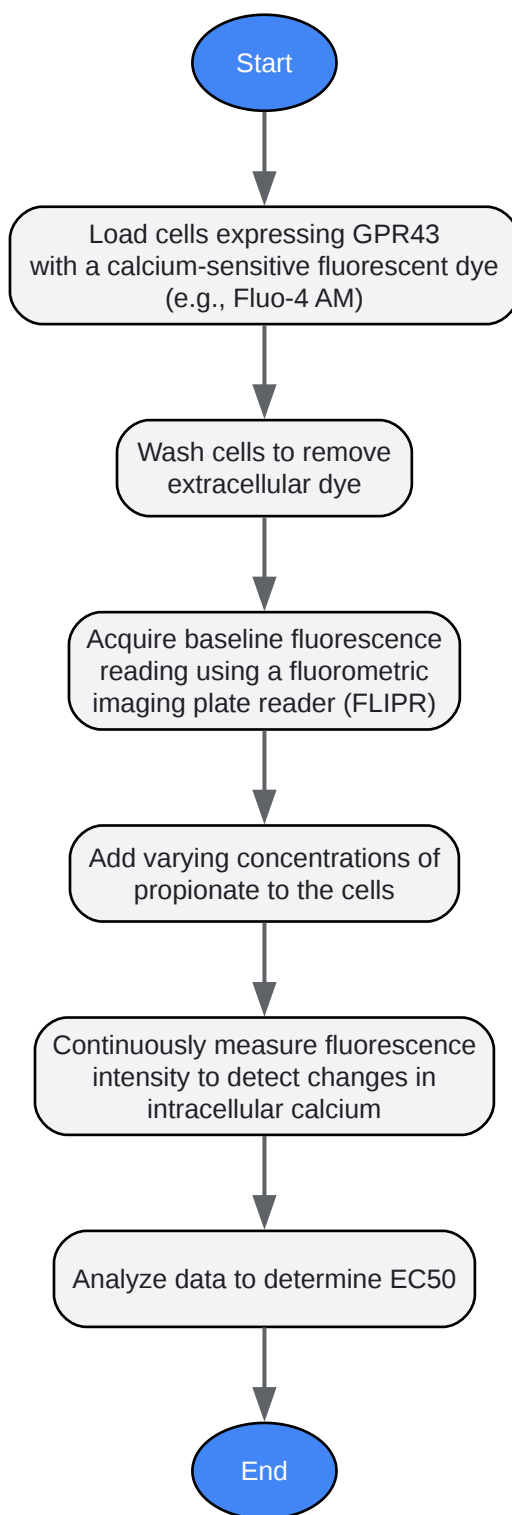 Start
Load cells expressing GPR43
with a calcium-sensitive fluorescent dye
(e.g., Fluo-4 AM)
Wash cells to remove
extracellular dye
Acquire baseline fluorescence
reading using a fluorometric
imaging plate reader (FLIPR)
Add varying concentrations of
propionate to the cells
Continuously measure fluorescence
intensity to detect changes in
intracellular calcium
Analyze data to determine EC50
End